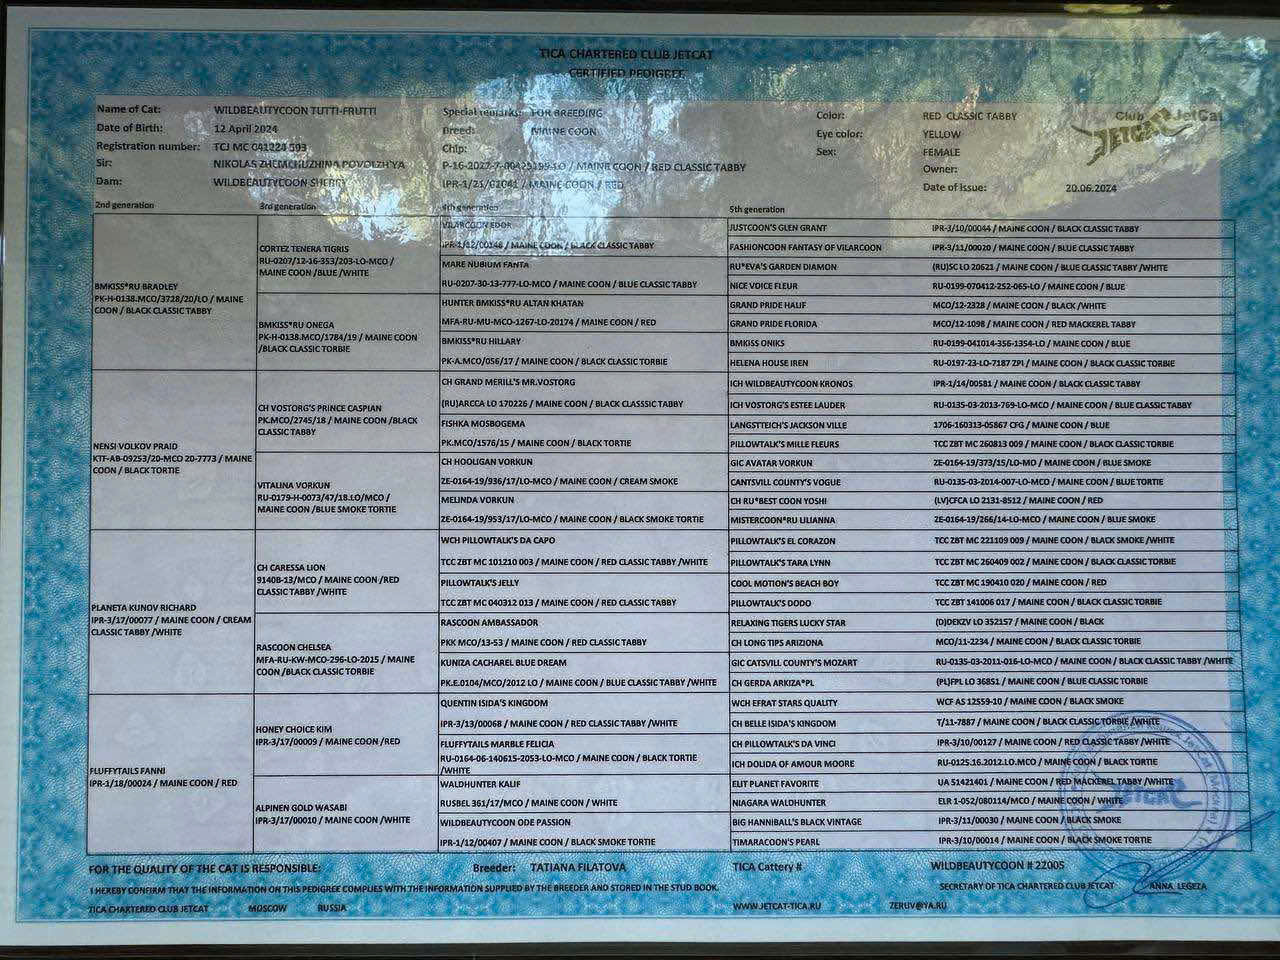 TICA CHARTERED CLUB JETCAT
CERTIFIED PEDIGREE
Name of Cat: WILDBEAUTYCOON TUTTI-FRUTTI
Date of Birth: 12 April 2024
Registration number: TCJ MC 041224 593
Sir: NIKOLAS ZHEMCHUZHINA POVOLZHYA
Dam: WILDBEAUTYCOON SHERRY
Special remarks: FOR BREEDING
Breed: MAINE COON
Chip:
/ MAINE COON / RED CLASSIC TABBY
IPR-1/21/01041 / MAINE COON / RED
Color: RED CLASSIC TABBY
Eye color: YELLOW
Sex: FEMALE
Owner:
Date of issue: 20.06.2024
Club JetCat
JETCAT
2nd generation
3rd generation
4th generation
5th generation
BMKISS*RU BRADLEY
PK-H-0138.MCO/3728/20/LO / MAINE
COON / BLACK CLASSIC TABBY
NENSI VOLKOV PRAID
KTF-AB-09253/20-MCO 20-7773 / MAINE
COON / BLACK TORTIE
PLANETA KUNOV RICHARD
IPR-3/17/00077 / MAINE COON / CREAM
CLASSIC TABBY /WHITE
FLUFFYTAILS FANNI
IPR-1/18/00024 / MAINE COON / RED
CORTEZ TENERA TIGRIS
RU-0207/12-16-353/203-LO-MCO /
MAINE COON /BLUE /WHITE
BMKISS*RU ONEGA
PK-H-0138.MCO/1784/19 / MAINE COON
/BLACK CLASSIC TORBIE
CH VOSTORG'S PRINCE CASPIAN
PK.MCO/2745/18 / MAINE COON /BLACK
CLASSIC TABBY
VITALINA VORKUN
RU-0179-H-0073/47/18.LO/MCO /
MAINE COON /BLUE SMOKE TORTIE
CH CARESSA LION
9140B-13/MCO / MAINE COON /RED
CLASSIC TABBY /WHITE
RASCOON CHELSEA
MFA-RU-KW-MCO-296-LO-2015 / MAINE
COON /BLACK CLASSIC TORBIE
HONEY CHOICE KIM
IPR-3/17/00009 / MAINE COON /RED
ALPINEN GOLD WASABI
IPR-3/17/00010 / MAINE COON /WHITE
VILARCOON EDOR
IPR-1/12/00146 / MAINE COON / BLACK CLASSIC TABBY
MARE NUBIUM FANTA
RU-0207-30-13-777-LO-MCO / MAINE COON / BLUE CLASSIC TABBY
HUNTER BMKISS*RU ALTAN KHATAN
MFA-RU-MU-MCO-1267-LO-20174 / MAINE COON / RED
BMKISS*RU HILLARY
PK-A.MCO/056/17 / MAINE COON / BLACK CLASSIC TORBIE
CH GRAND MERILL'S MR.VOSTORG
(RU)ARCCA LO 170226 / MAINE COON / BLACK CLASSSIC TABBY
FISHKA MOSBOGEMA
PK.MCO/1576/15 / MAINE COON / BLACK TORTIE
CH HOOLIGAN VORKUN
ZE-0164-19/936/17/LO-MCO / MAINE COON / CREAM SMOKE
MELINDA VORKUN
ZE-0164-19/953/17/LO-MCO / MAINE COON / BLACK SMOKE TORTIE
WCH PILLOWTALK'S DA CAPO
TCC ZBT MC 101210 003 / MAINE COON / RED CLASSIC TABBY /WHITE
PILLOWTALK'S JELLY
TCC ZBT MC 040312 013 / MAINE COON / RED CLASSIC TABBY
RASCOON AMBASSADOR
PKK MCO/13-53 / MAINE COON / RED CLASSIC TABBY
KUNIZA CACHAREL BLUE DREAM
PK.E.0104/MCO/2012 LO / MAINE COON / BLUE CLASSIC TABBY /WHITE
QUENTIN ISIDA'S KINGDOM
IPR-3/13/00068 / MAINE COON / RED CLASSIC TABBY /WHITE
FLUFFYTAILS MARBLE FELICIA
RU-0164-06-140615-2053-LO-MCO / MAINE COON / BLACK TORTIE
/WHITE
WALDHUNTER KALIF
RUSBEL 361/17/MCO / MAINE COON / WHITE
WILDBEAUTYCOON ODE PASSION
IPR-1/12/00407 / MAINE COON / BLACK SMOKE TORTIE
JUSTCOON'S GLEN GRANT IPR-3/10/00044 / MAINE COON / BLACK CLASSIC TABBY
FASHIONCOON FANTASY OF VILARCOON IPR-3/11/00020 / MAINE COON / BLUE CLASSIC TABBY
RU*EVA'S GARDEN DIAMON (RU)SC LO 20621 / MAINE COON / BLUE CLASSIC TABBY /WHITE
NICE VOICE FLEUR RU-0199-070412-252-065-LO / MAINE COON / BLUE
GRAND PRIDE HALIF MCO/12-2328 / MAINE COON / BLACK /WHITE
GRAND PRIDE FLORIDA MCO/12-1098 / MAINE COON / RED MACKEREL TABBY
BMKISS ONIKS RU-0199-041014-356-1354-LO / MAINE COON / BLUE
HELENA HOUSE IREN RU-0197-23-LO-7187 ZPI / MAINE COON / BLACK CLASSIC TORBIE
ICH WILDBEAUTYCOON KRONOS IPR-1/14/00581 / MAINE COON / BLACK CLASSIC TABBY
ICH VOSTORG'S ESTEE LAUDER RU-0135-03-2013-769-LO-MCO / MAINE COON / BLUE CLASSIC TABBY
LANGSTTEICH'S JACKSON VILLE 1706-160313-05867 CFG / MAINE COON / BLUE
PILLOWTALK'S MILLE FLEURS TCC ZBT MC 260813 009 / MAINE COON / BLACK CLASSIC TORBIE
GIC AVATAR VORKUN ZE-0164-19/373/15/LO-MO / MAINE COON / BLUE SMOKE
CANTSVILL COUNTY'S VOGUE RU-0135-03-2014-007-LO-MCO / MAINE COON / BLUE TORTIE
CH RU*BEST COON YOSHI (LV)CFCA LO 2131-8512 / MAINE COON / RED
MISTERCOON*RU LILIANNA ZE-0164-19/266/14-LO-MCO / MAINE COON / BLUE SMOKE
PILLOWTALK'S EL CORAZON TCC ZBT MC 221109 009 / MAINE COON / BLACK SMOKE /WHITE
PILLOWTALK'S TARA LYNN TCC ZBT MC 260409 002 / MAINE COON / BLACK CLASSIC TORBIE
COOL MOTION'S BEACH BOY TCC ZBT MC 190410 020 / MAINE COON / RED
PILLOWTALK'S DODO TCC ZBT 141006 017 / MAINE COON / BLACK CLASSIC TORBIE
RELAXING TIGERS LUCKY STAR (D)DEKZV LO 352157 / MAINE COON / BLACK
CH LONG TIPS ARIZIONA MCO/11-2234 / MAINE COON / BLACK CLASSIC TORBIE
GIC CATSVILL COUNTY'S MOZART RU-0135-03-2011-016-LO-MCO / MAINE COON / BLACK CLASSIC TABBY /WHITE
CH GERDA ARKIZA*PL (PL)FPL LO 36851 / MAINE COON / BLUE CLASSIC TORBIE
WCH EFRAT STARS QUALITY WCF AS 12559-10 / MAINE COON / BLACK SMOKE
CH BELLE ISIDA'S KINGDOM T/11-7887 / MAINE COON / BLACK CLASSIC TORBIE /WHITE
CH PILLOWTALK'S DA VINCI IPR-3/10/00127 / MAINE COON / RED CLASSIC TABBY /WHITE
ICH DOLIDA OF AMOUR MOORE RU-0125.16.2012.LO.MCO / MAINE COON / BLACK TORTIE
ELIT PLANET FAVORITE UA 51421401 / MAINE COON / RED MACKEREL TABBY /WHITE
NIAGARA WALDHUNTER ELR 1-052/080114/MCO / MAINE COON / WHITE
BIG HANNIBALL'S BLACK VINTAGE IPR-3/11/00030 / MAINE COON / BLACK SMOKE
TIMARACOON'S PEARL IPR-3/10/00014 / MAINE COON / BLACK SMOKE TORTIE
FOR THE QUALITY OF THE CAT IS RESPONSIBLE: Breeder: TATIANA FILATOVA TICA Cattery # WILDBEAUTYCOON # 22005
I HEREBY CONFIRM THAT THE INFORMATION ON THIS PEDIGREE COMPLIES WITH THE INFORMATION SUPPLIED BY THE BREEDER AND STORED IN THE STUD BOOK. SECRETARY OF TICA CHARTERED CLUB JETCAT ANNA LEGEZA
TICA CHARTERED CLUB JETCAT MOSCOW RUSSIA WWW.JETCAT-TICA.RU ZERUV@YA.RU
JETCAT